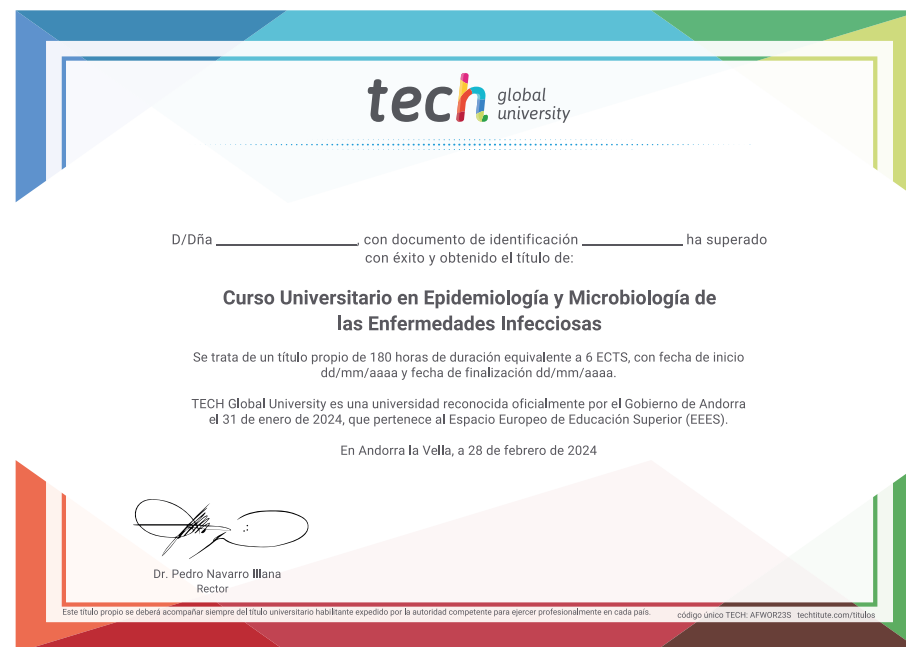 tech global university
D/Dña ________________, con documento de identificación ____________ ha superado
con éxito y obtenido el título de:
Curso Universitario en Epidemiología y Microbiología de
las Enfermedades Infecciosas
Se trata de un título propio de 180 horas de duración equivalente a 6 ECTS, con fecha de inicio
dd/mm/aaaa y fecha de finalización dd/mm/aaaa.
TECH Global University es una universidad reconocida oficialmente por el Gobierno de Andorra
el 31 de enero de 2024, que pertenece al Espacio Europeo de Educación Superior (EEES).
En Andorra la Vella, a 28 de febrero de 2024
Dr. Pedro Navarro Illana
Rector
Este título propio se deberá acompañar siempre del título universitario habilitante expedido por la autoridad competente para ejercer profesionalmente en cada país.
código único TECH: AFWOR23S techtitute.com/titulos